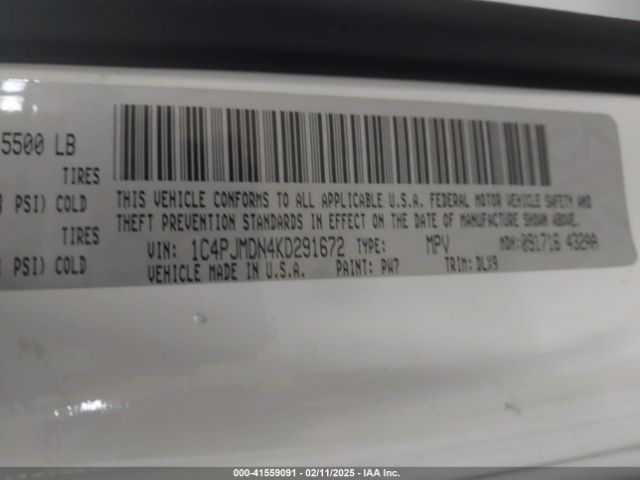 5500 LB
TIRES
PSI) COLD
TIRES
PSI) COLD
THIS VEHICLE CONFORMS TO ALL APPLICABLE U.S.A. FEDERAL MOTOR VEHICLE SAFETY AND
THEFT PREVENTION STANDARDS IN EFFECT ON THE DATE OF MANUFACTURE SHOWN ABOVE.
VIN: 1C4PJMDN4KD291672 TYPE: MPV MDH: 091716 432AA
VEHICLE MADE IN U.S.A. PAINT: PW7 TRIM: DLX9
000-41559091 - 02/11/2025 - IAA Inc.